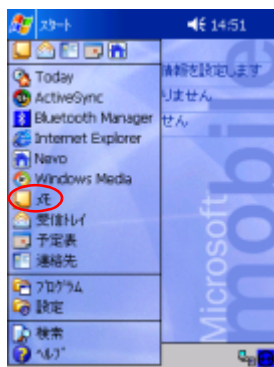 スタート 14:51
情報を設定します
りません
せん
Today
ActiveSync
Bluetooth Manager
Internet Explorer
Nevo
Windows Media
メモ
受信トレイ
予定表
連絡先
プログラム
設定
検索
ヘルプ
Microsoft
mobile